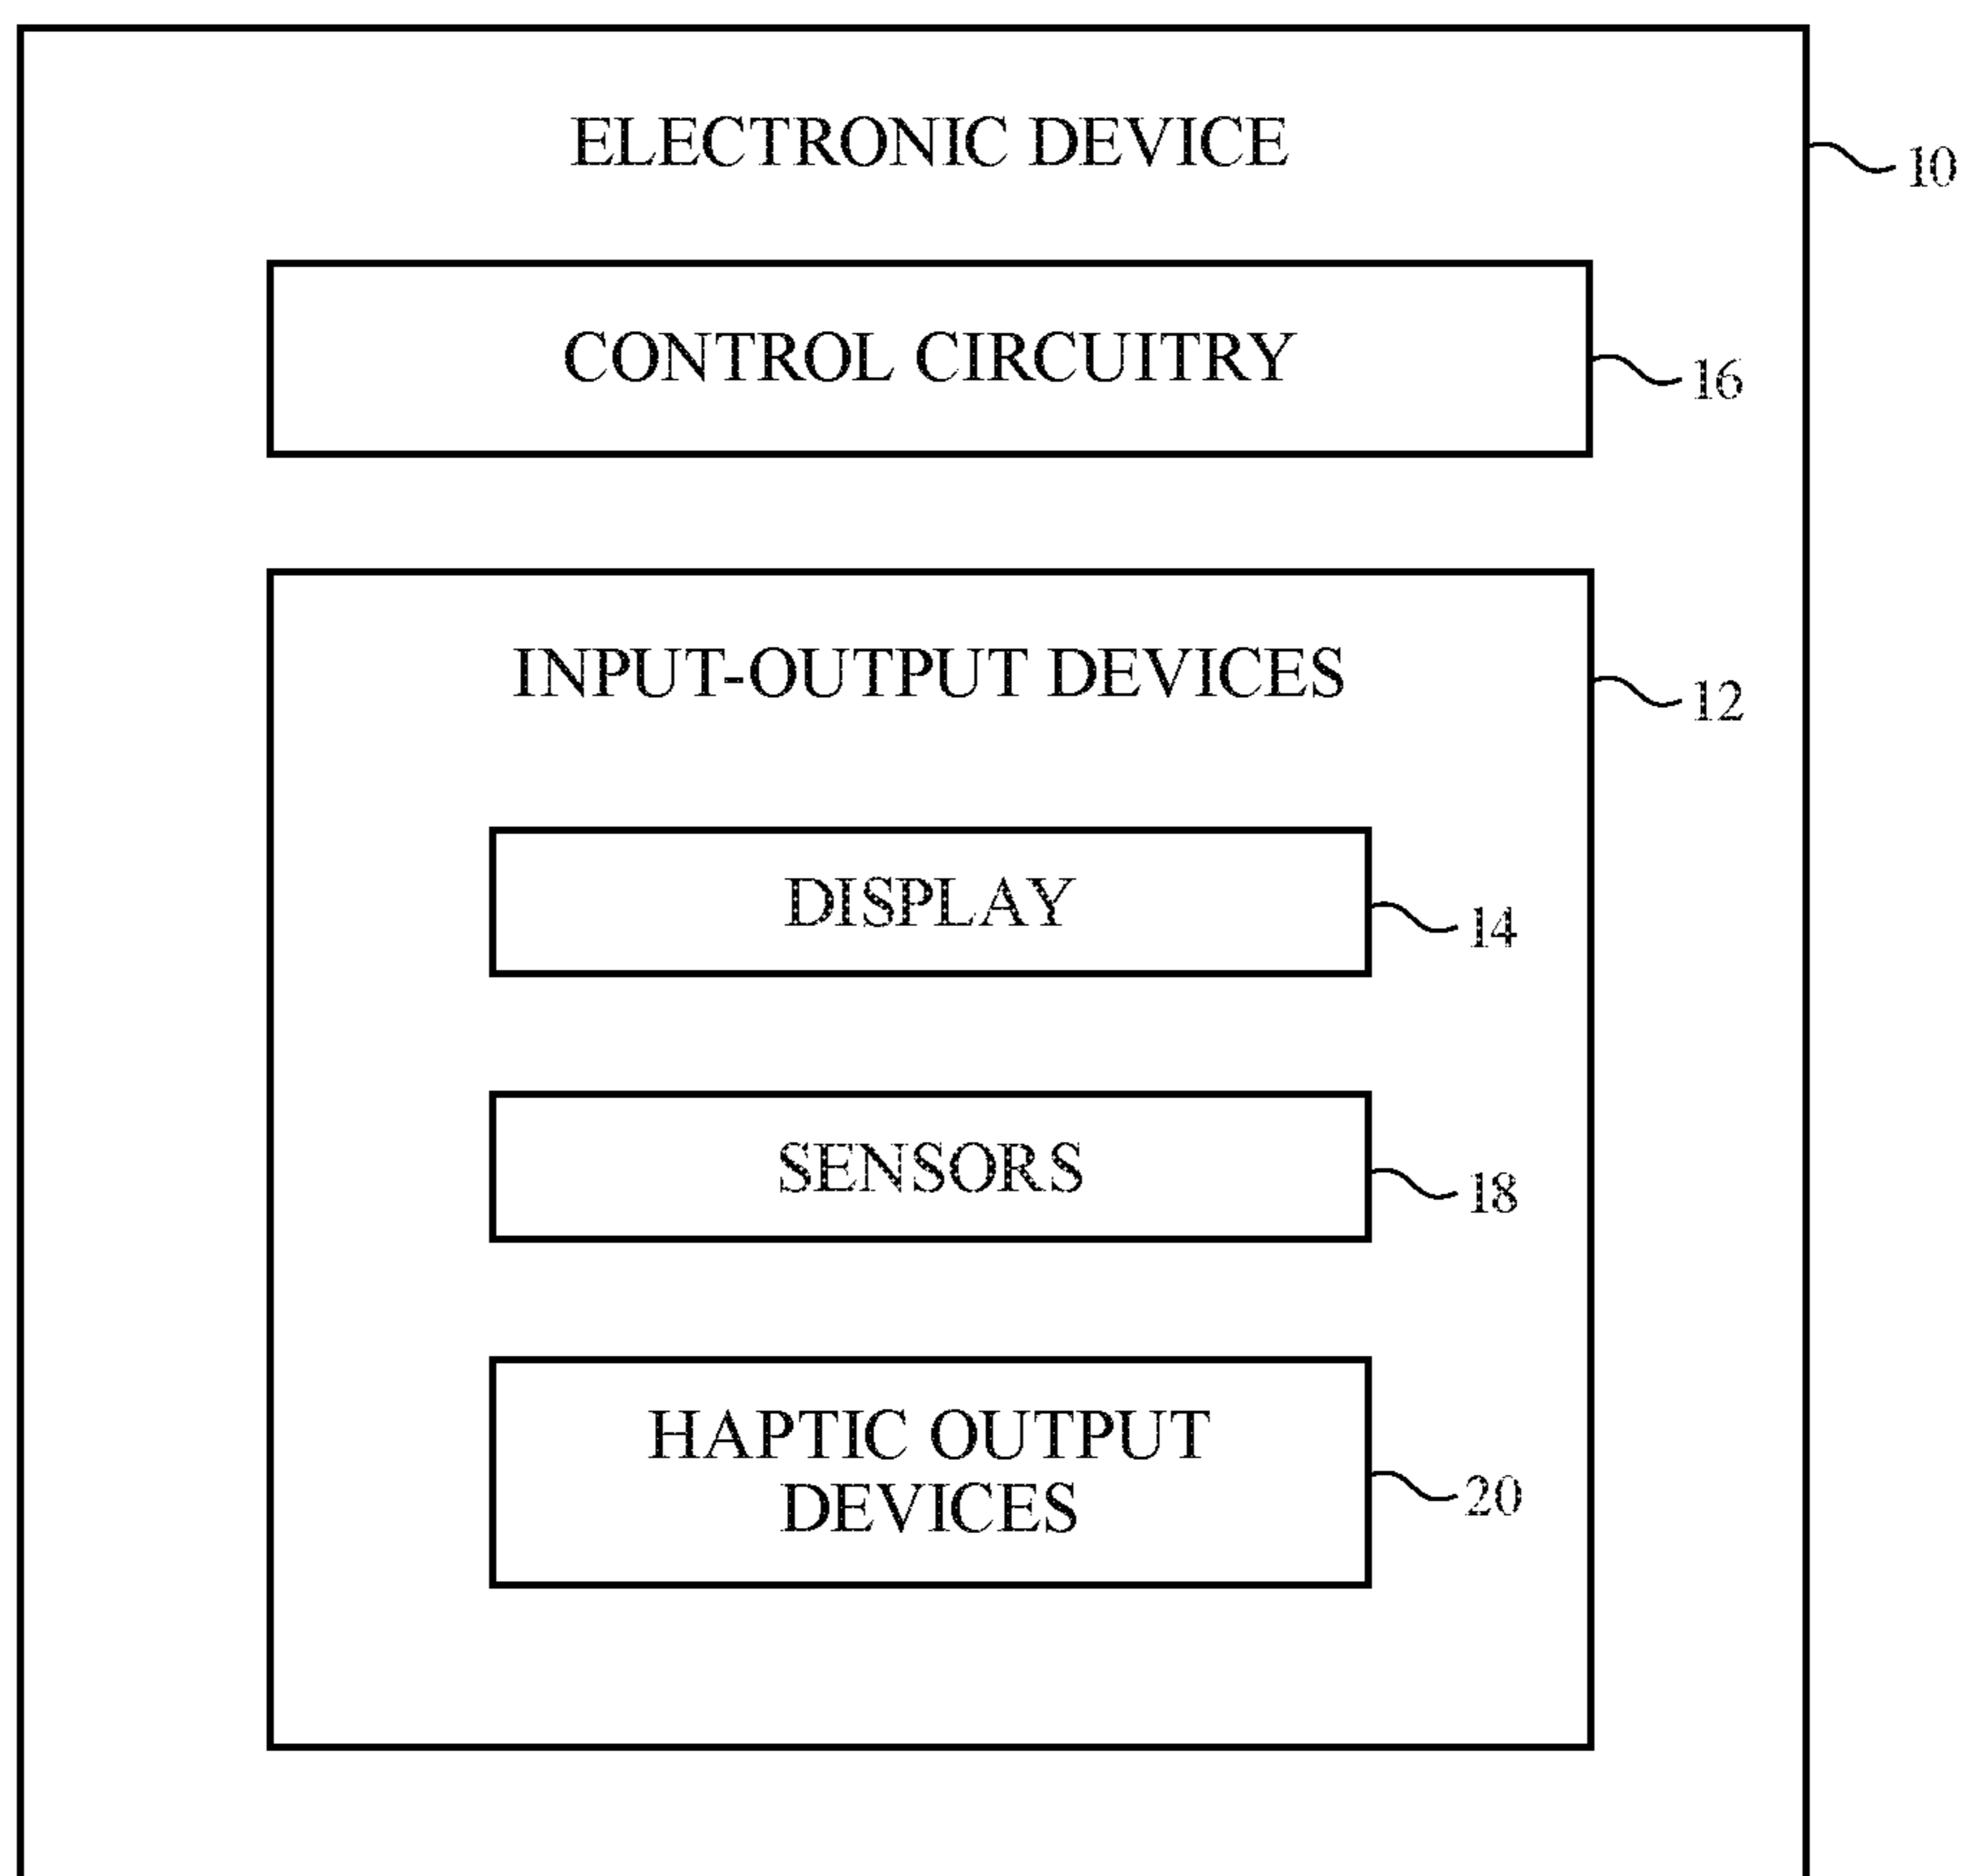 ELECTRONIC DEVICE
10
CONTROL CIRCUITRY
16
INPUT-OUTPUT DEVICES
12
DISPLAY
14
SENSORS
18
HAPTIC OUTPUT
DEVICES
20